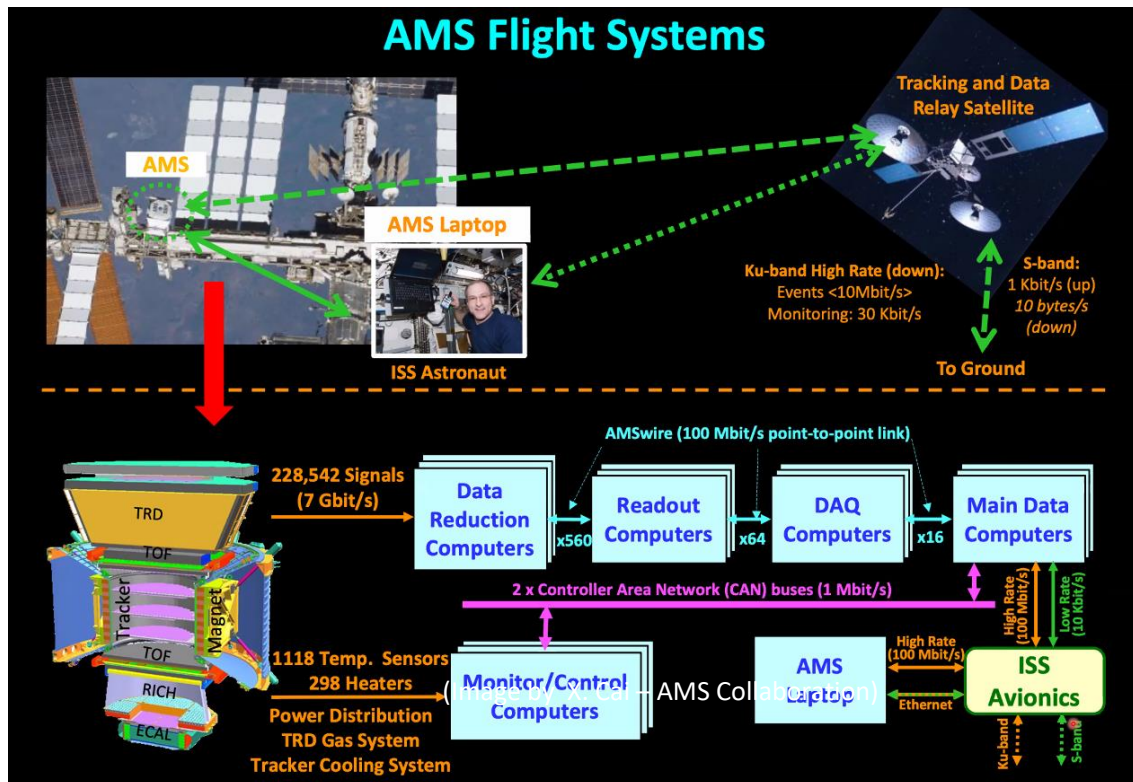 AMS Flight Systems
Tracking and Data
Relay Satellite
AMS
AMS Laptop
Ku-band High Rate (down):
Events <10Mbit/s>
Monitoring: 30 Kbit/s
S-band:
1 Kbit/s (up)
10 bytes/s
(down)
ISS Astronaut
To Ground
AMSwire (100 Mbit/s point-to-point link)
228,542 Signals
(7 Gbit/s)
Data
Reduction
Computers
x560
Readout
Computers
x64
DAQ
Computers
x16
Main Data
Computers
TRD
TOF
Tracker
Magnet
TOF
RICH
ECAL
2 x Controller Area Network (CAN) buses (1 Mbit/s)
High Rate
(100 Mbit/s)
Low Rate
(10 Kbit/s)
1118 Temp. Sensors
298 Heaters
Power Distribution
TRD Gas System
Tracker Cooling System
Monitor/Control
Computers
(image by X. Cai – AMS Collaboration)
AMS
Laptop
High Rate
(100 Mbit/s)
Ethernet
ISS
Avionics
Ku-band
S-band